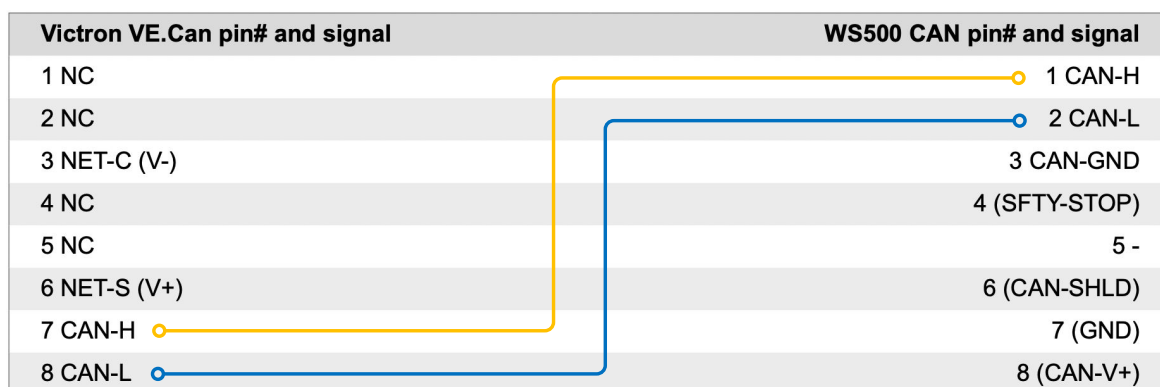 Victron VE.Can pin# and signal WS500 CAN pin# and signal
1 NC 1 CAN-H
2 NC 2 CAN-L
3 NET-C (V-) 3 CAN-GND
4 NC 4 (SFTY-STOP)
5 NC 5 -
6 NET-S (V+) 6 (CAN-SHLD)
7 CAN-H 7 (GND)
8 CAN-L 8 (CAN-V+)